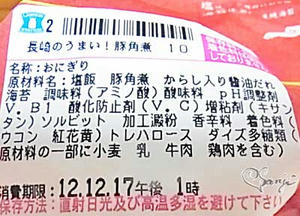 2
長崎のうまい！豚角煮 10
名称:おにぎり
原材料名:塩飯 豚角煮 からし入り醤油だれ
海苔 調味料(アミノ酸) 酸味料 pH調整剤
V.B1 酸化防止剤(V.C) 増粘剤(キサン
タン) ソルビット 加工澱粉 香辛料 着色料(
ウコン 紅花黄) トレハロース ダイズ多糖類(
原材料の一部に小麦 乳 牛肉 鶏肉を含む)
消費期限:12.12.17午後 1時
保存方法:直射日光及び高温多湿を避けて下さい